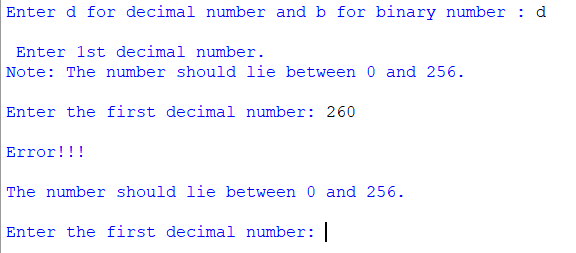 Enter d for decimal number and b for binary number : d
Enter 1st decimal number.
Note: The number should lie between 0 and 256.
Enter the first decimal number: 260
Error!!!
The number should lie between 0 and 256.
Enter the first decimal number: